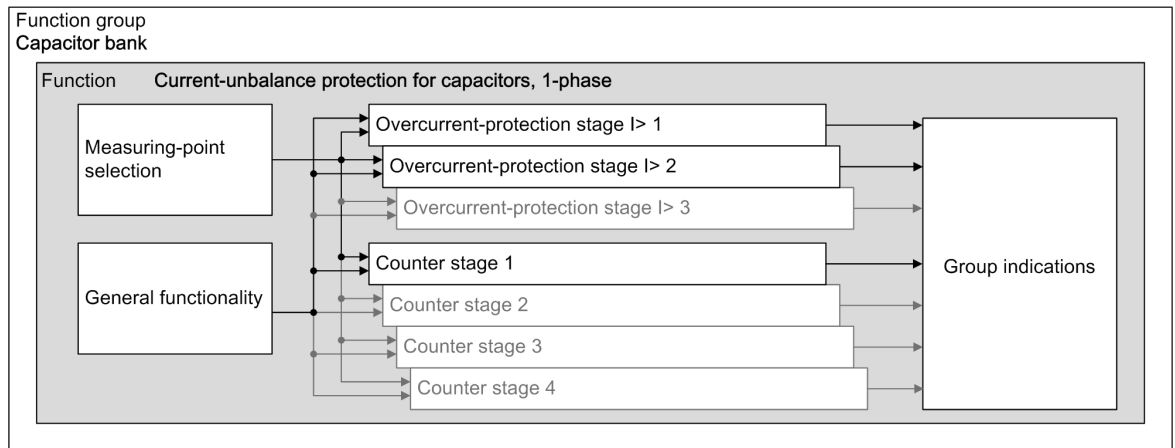 Function group
Capacitor bank
Function Current-unbalance protection for capacitors, 1-phase
Measuring-point
selection
General functionality
Overcurrent-protection stage I> 1
Overcurrent-protection stage I> 2
Overcurrent-protection stage I> 3
Counter stage 1
Counter stage 2
Counter stage 3
Counter stage 4
Group indications